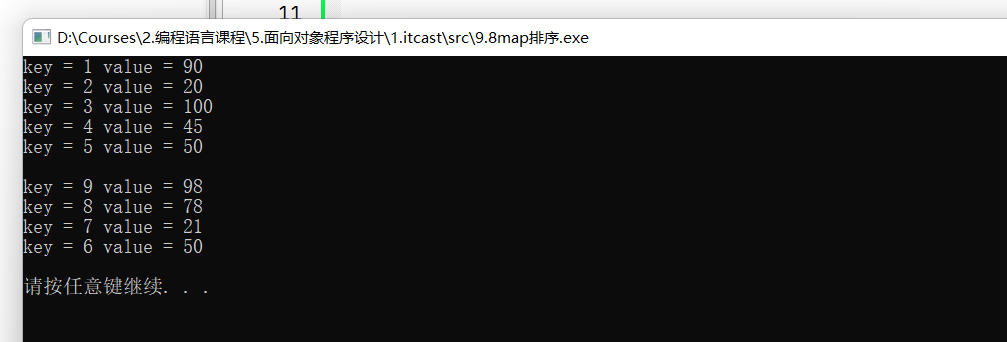 11
D:\Courses\2.编程语言课程\5.面向对象程序设计\1.itcast\src\9.8map排序.exe
key = 1 value = 90
key = 2 value = 20
key = 3 value = 100
key = 4 value = 45
key = 5 value = 50
key = 9 value = 98
key = 8 value = 78
key = 7 value = 21
key = 6 value = 50
请按任意键继续. . .